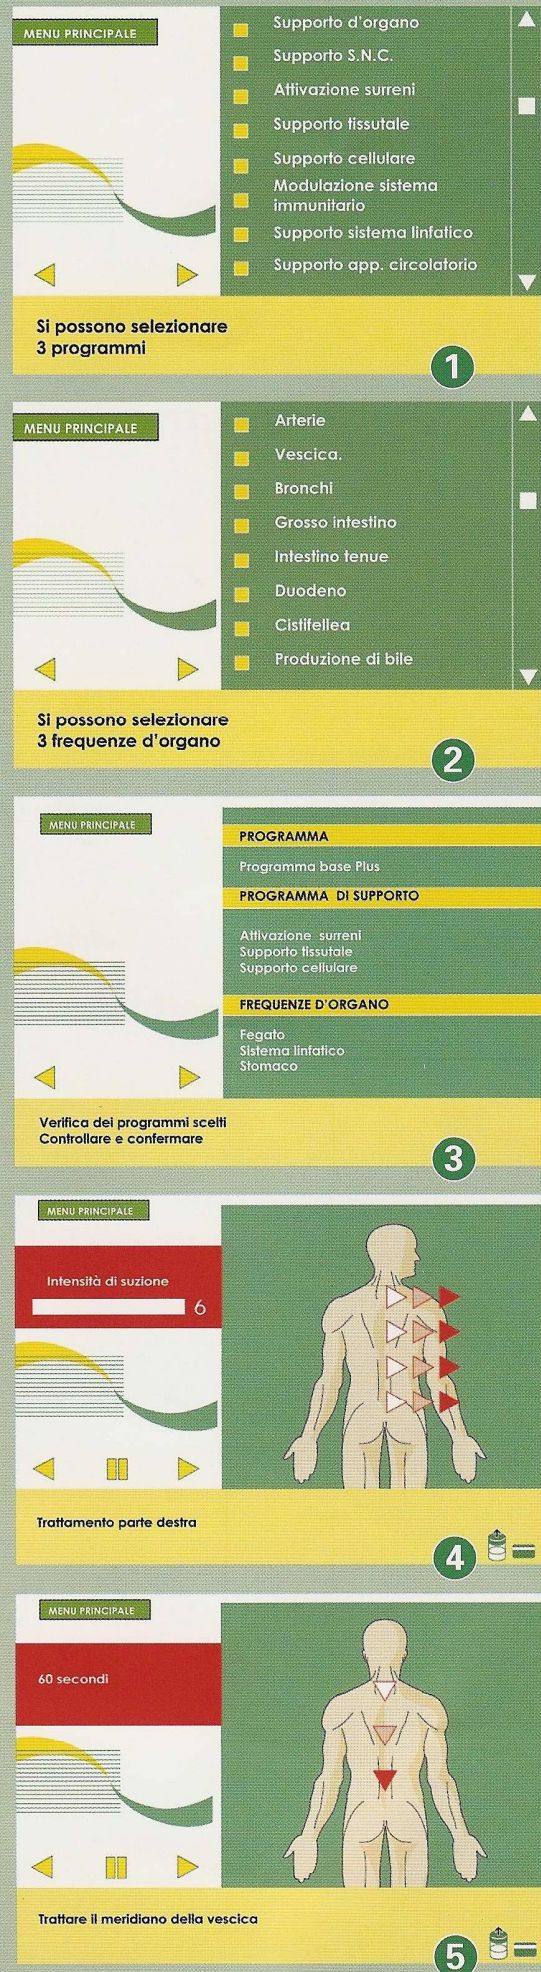 MENU PRINCIPALE
Supporto d'organo
Supporto S.N.C.
Attivazione surreni
Supporto tissutale
Supporto cellulare
Modulazione sistema
immunitario
Supporto sistema linfatico
Supporto app. circolatorio
Si possono selezionare
3 programmi
1
MENU PRINCIPALE
Arterie
Vescica.
Bronchi
Grosso intestino
Intestino tenue
Duodeno
Cistifellea
Produzione di bile
Si possono selezionare
3 frequenze d'organo
2
MENU PRINCIPALE
PROGRAMMA
Programma base Plus
PROGRAMMA DI SUPPORTO
Attivazione surreni
Supporto tissutale
Supporto cellulare
FREQUENZE D'ORGANO
Fegato
Sistema linfatico
Stomaco
Verifica dei programmi scelti
Controllare e confermare
3
MENU PRINCIPALE
Intensità di suzione
6
Trattamento parte destra
4
MENU PRINCIPALE
60 secondi
Trattare il meridiano della vescica
5